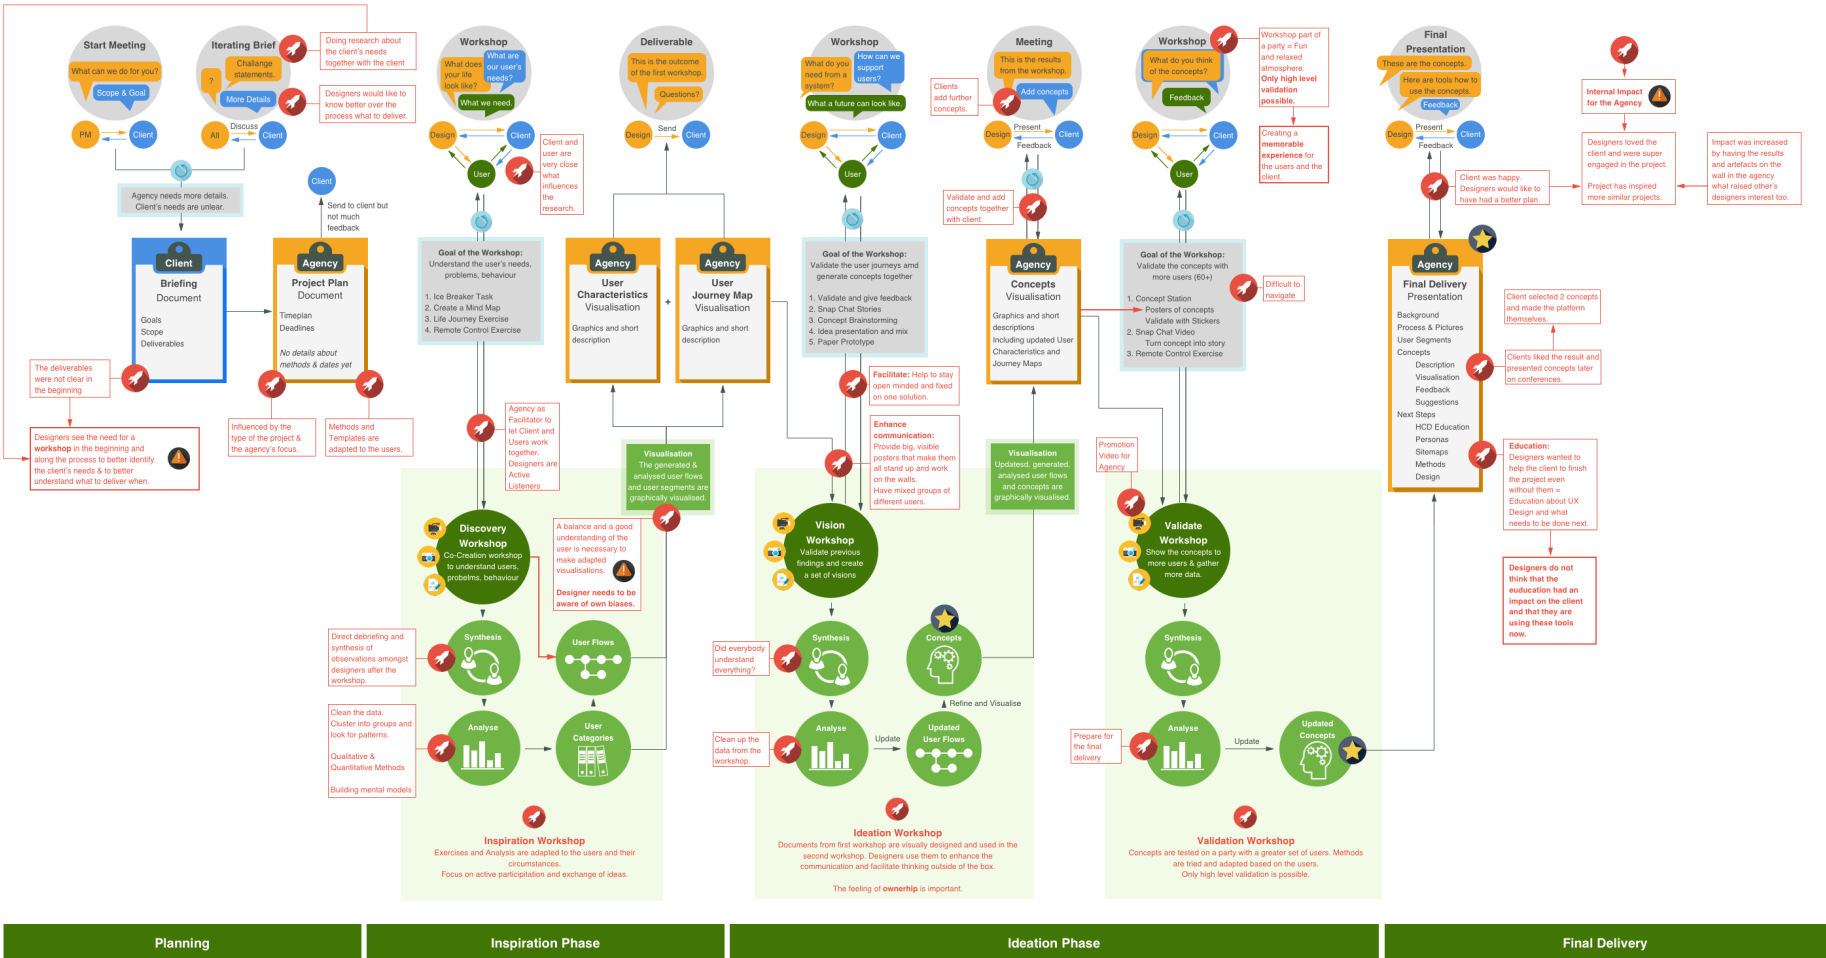 Start Meeting
What can we do for you?
Scope & Goal
PM
Client
Iterating Brief
Challange
statements.
?
More Details
All
Discuss
Client
Doing research about
the client's needs
together with the client
Designers would like to
know better over the
process what to deliver.
Agency needs more details.
Client's needs are unlear.
Client
Send to client but
not much
feedback
Client
Briefing
Document
Goals
Scope
Deliverables
Agency
Project Plan
Document
Timeplan
Deadlines
No details about
methods & dates yet
The deliverables
were not clear in
the beginning
Designers see the need for a
workshop in the beginning and
along the process to better identify
the client's needs & to better
understand what to deliver when.
Influenced by the
type of the project &
the agency's focus.
Methods and
Templates are
adapted to the users.
Workshop
What does
your life
look like?
What are
our user's
needs?
What we need.
Design
Client
User
Client and
user are
very close
what
influences
the
research.
Goal of the Workshop:
Understand the user's needs,
problems, behaviour
1. Ice Breaker Task
2. Create a Mind Map
3. Life Journey Exercise
4. Remote Control Exercise
Agency as
Facilitator to
let Client and
Users work
together.
Designers are
Active
Listeners
Deliverable
This is the outcome
of the first workshop.
Questions?
Design
Send
Client
Agency
User
Characteristics
Visualisation
Graphics and short
description
+
Agency
User
Journey Map
Visualisation
Graphics and short
description
Visualisation
The generated &
analysed user flows
and user segments are
graphically visualised.
Discovery
Workshop
Co-Creation workshop
to understand users,
probelms, behaviour
A balance and a good
understanding of the
user is necessary to
make adapted
visualisations.
Designer needs to be
aware of own biases.
Direct debriefing and
synthesis of
observations amongst
designers after the
workshop.
Synthesis
User Flows
Clean the data.
Cluster into groups and
look for patterns.
Qualitative &
Quantitative Methods
Building mental models
Analyse
User
Categories
Inspiration Workshop
Exercises and Analysis are adapted to the users and their
circumstances.
Focus on active participitation and exchange of ideas.
Workshop
What do you
need from a
system?
How can we
support
users?
What a future can look like.
Design
Client
User
Goal of the Workshop:
Validate the user journeys amd
generate concepts together
1. Validate and give feedback
2. Snap Chat Stories
3. Concept Brainstorming
4. Idea presentation and mix
5. Paper Prototype
Facilitate: Help to stay
open minded and fixed
on one solution.
Enhance
communication:
Provide big, visible
posters that make them
all stand up and work
on the walls.
Have mixed groups of
different users.
Vision
Workshop
Validate previous
findings and create
a set of visions
Did everybody
understand
everything?
Synthesis
Concepts
Refine and Visualise
Clean up the
data from the
workshop.
Analyse
Update
Updated
User Flows
Ideation Workshop
Documents from first workshop are visually designed and used in the
second workshop. Designers use them to enhance the
communication and facilitate thinking outside of the box.
The feeling of ownerhip is important.
Meeting
This is the results
from the workshop.
Add concepts
Clients
add further
concepts.
Design
Present
Client
Feedback
Validate and add
concepts together
with client.
Agency
Concepts
Visualisation
Graphics and short
descriptions
Including updated User
Characteristics and
Journey Maps
Visualisation
Updatesd, generated,
analysed user flows
and concepts are
graphically visualised.
Workshop
What do you think
of the concepts?
Feedback
Design
Client
User
Workshop part of
a party = Fun
and relaxed
atmosphere.
Only high level
validation
possible.
Creating a
memorable
experience for
the users and the
client.
Goal of the Workshop:
Validate the concepts with
more users (60+)
1. Concept Station
Posters of concepts
Validate with Stickers
2. Snap Chat Video
Turn concept into story
3. Remote Control Exercise
Difficult to
navigate
Promotion
Video for
Agency
Validate
Workshop
Show the concepts to
more users & gather
more data.
Synthesis
Prepare for
the final
delivery
Analyse
Update
Updated
Concepts
Validation Workshop
Concepts are tested on a party with a greater set of users. Methods
are tried and adapted based on the users.
Only high level validation is possible.
Final
Presentation
These are the concepts.
Here are tools how to
use the concepts.
Feedback
Design
Present
Client
Feedback
Client was happy.
Designers would like to
have had a better plan.
Internal Impact
for the Agency
Designers loved the
client and were super
engaged in the project.
Project has inspired
more similar projects.
Impact was increased
by having the results
and artefacts on the
wall in the agency
what raised other's
designers interest too.
Agency
Final Delivery
Presentation
Background
Process & Pictures
User Segments
Concepts
Description
Visualisation
Feedback
Suggestions
Next Steps
HCD Education
Personas
Sitemaps
Methods
Design
Client selected 2 concepts
and made the platform
themselves.
Clients liked the result and
presented concepts later
on conferences.
Education:
Designers wanted to
help the client to finish
the project even
without them =
Education about UX
Design and what
needs to be done next.
Designers do not
think that the
euducation had an
impact on the client
and that they are
using these tools
now.
Planning
Inspiration Phase
Ideation Phase
Final Delivery